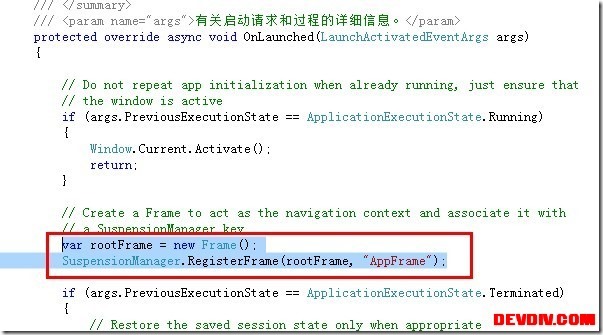 /// </summary>
/// <param name="args">有关启动请求和过程的详细信息。</param>
protected override async void OnLaunched(LaunchActivatedEventArgs args)
{
// Do not repeat app initialization when already running, just ensure that
// the window is active
if (args.PreviousExecutionState == ApplicationExecutionState.Running)
{
Window.Current.Activate();
return;
}
// Create a Frame to act as the navigation context and associate it with
// a SuspensionManager key
var rootFrame = new Frame();
SuspensionManager.RegisterFrame(rootFrame, "AppFrame");
if (args.PreviousExecutionState == ApplicationExecutionState.Terminated)
{
// Restore the saved session state only when appropriate
DEVDIV.COM